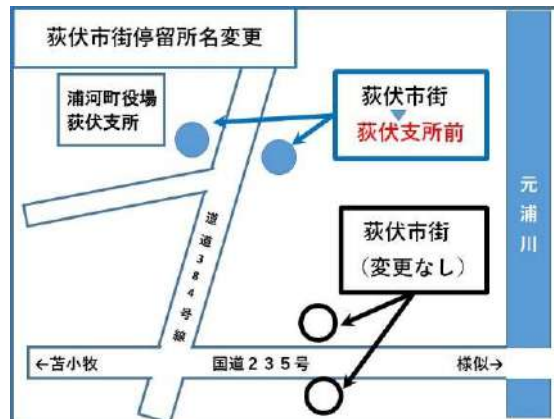 荻伏市街停留所名変更
浦河町役場
荻伏支所
荻伏市街
荻伏支所前
元浦川
道道384号線
荻伏市街
(変更なし)
←苫小牧
国道235号
様似→